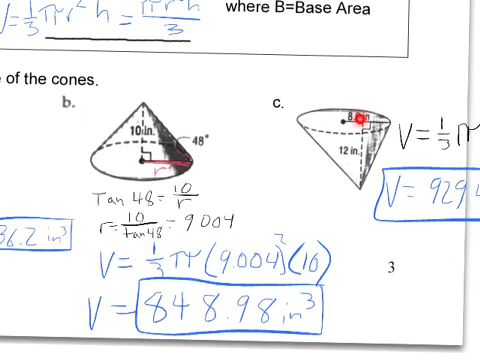 V = 1/3 πr²h = πr²h/3
where B=Base Area
e of the cones.
b.
c.
10 in.
48°
r
8
in
12 in.
V = 1/3 π
V = 929.
Tan 48 = 10/r
r = 10/tan48 = 9.004
36.2 in³
V = 1/3 π (9.004)² (10)
V = 848.98 in³
3